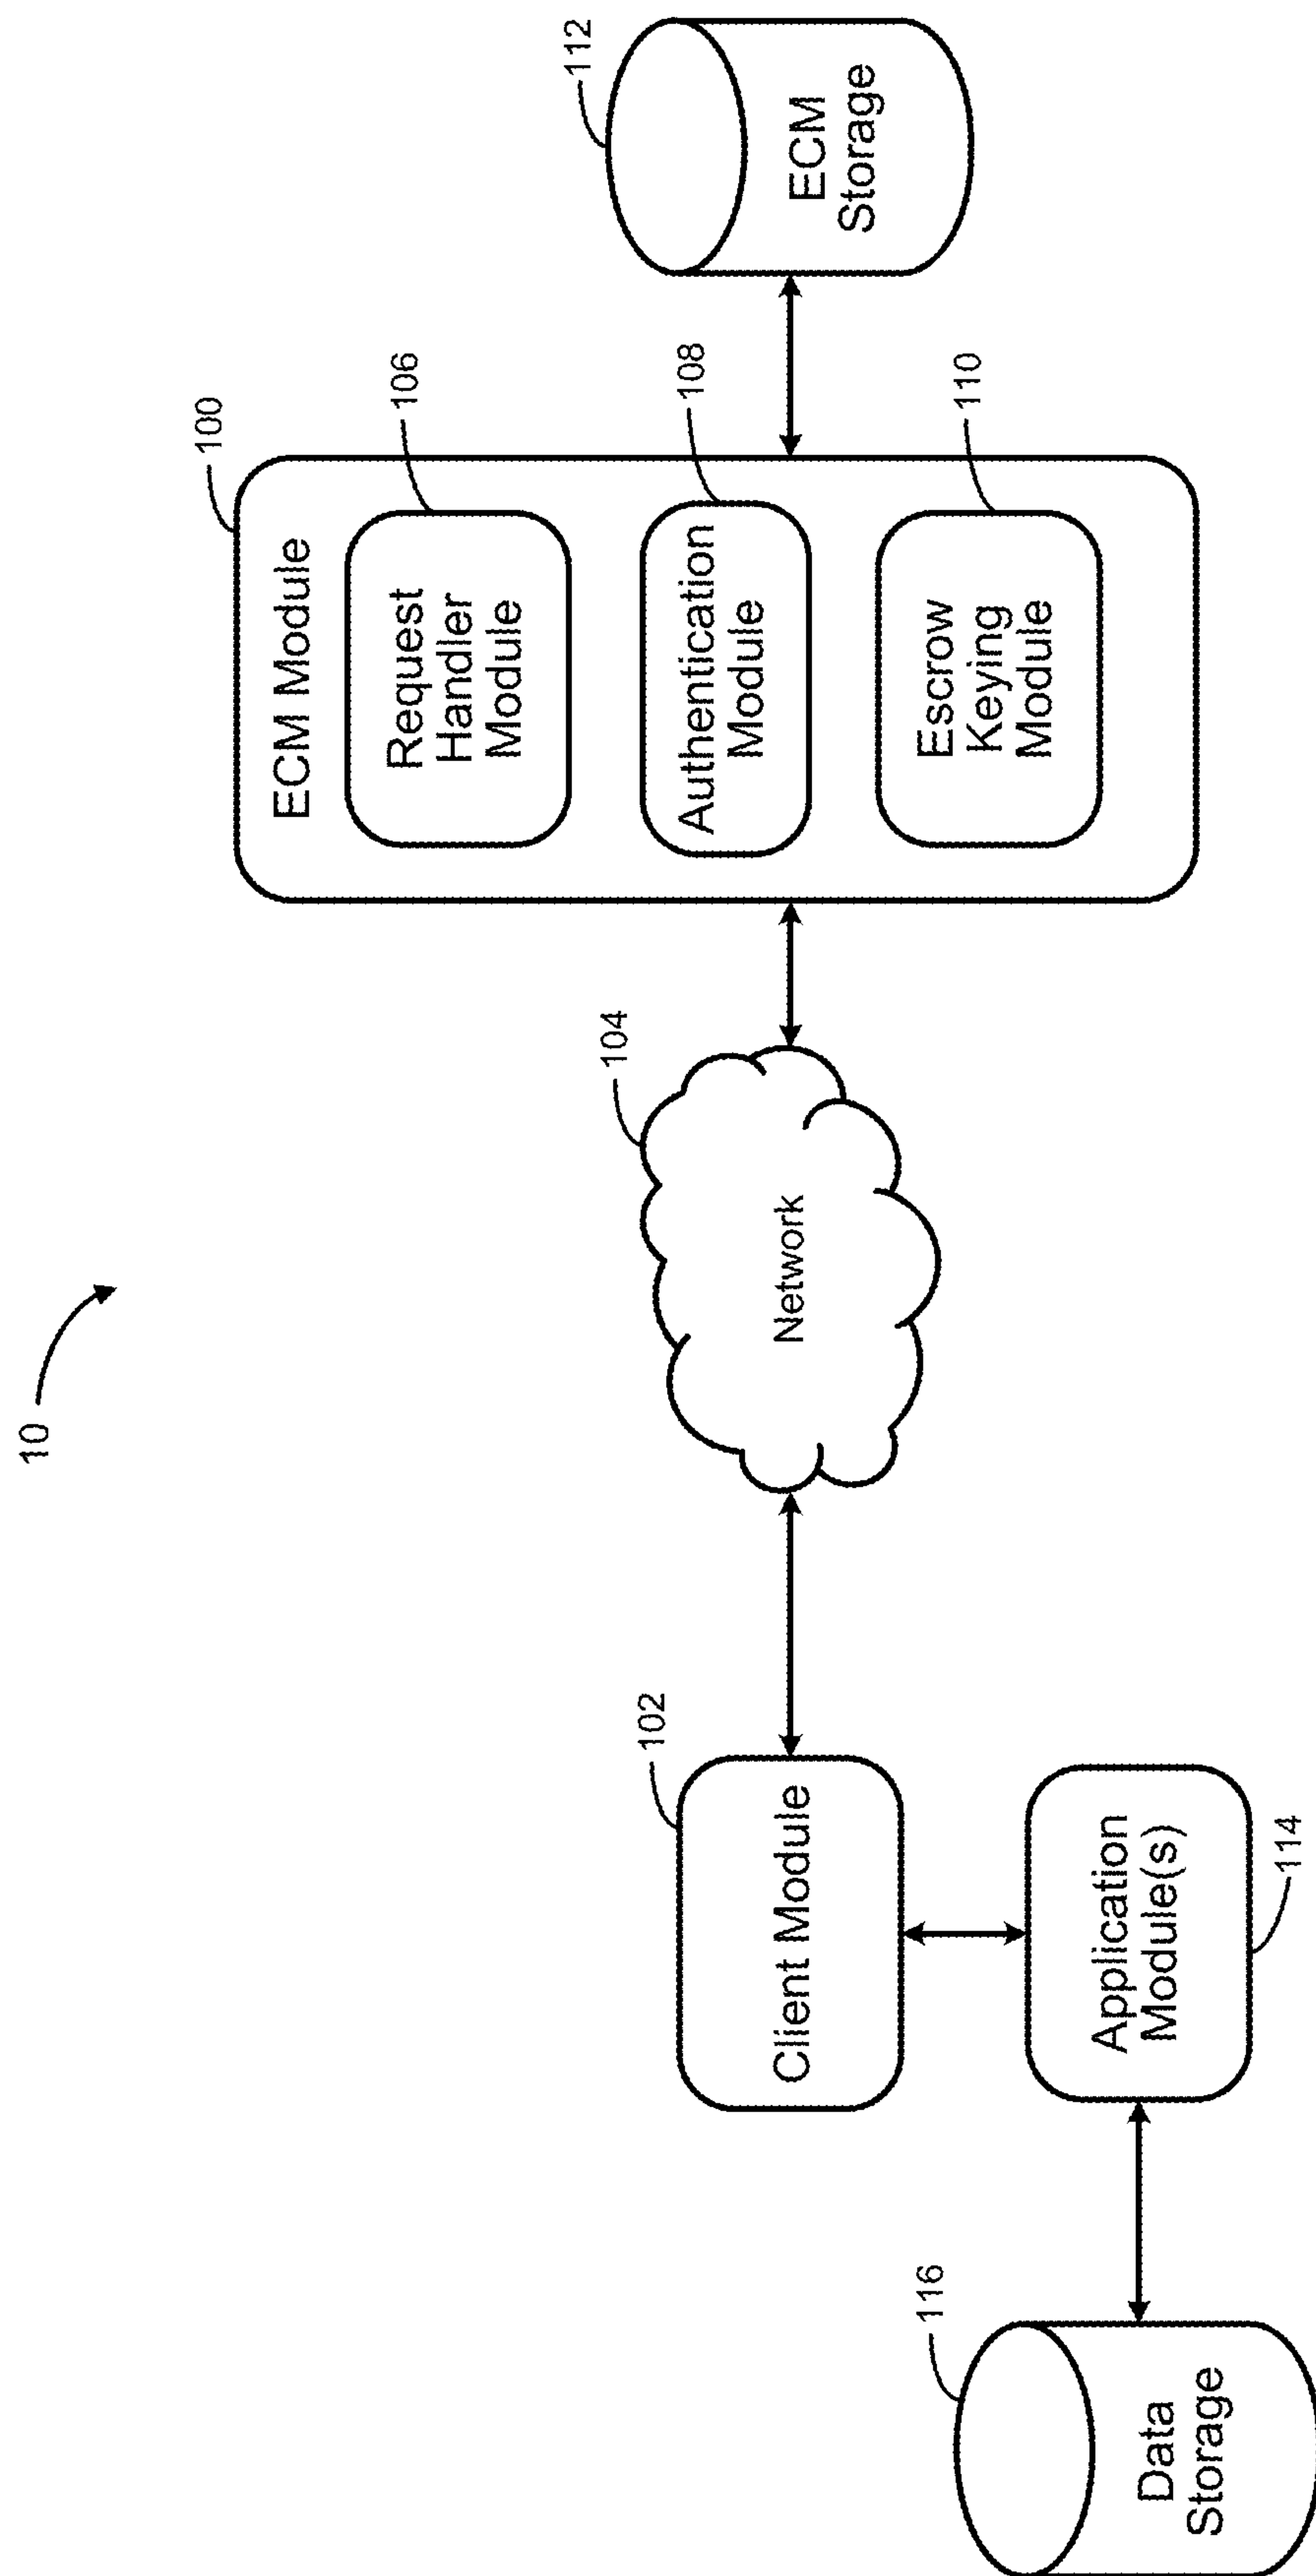 10
100
ECM Module
106
Request
Handler
Module
108
Authentication
Module
110
Escrow
Keying
Module
112
ECM
Storage
104
Network
102
Client Module
Application
Module(s)
114
116
Data
Storage